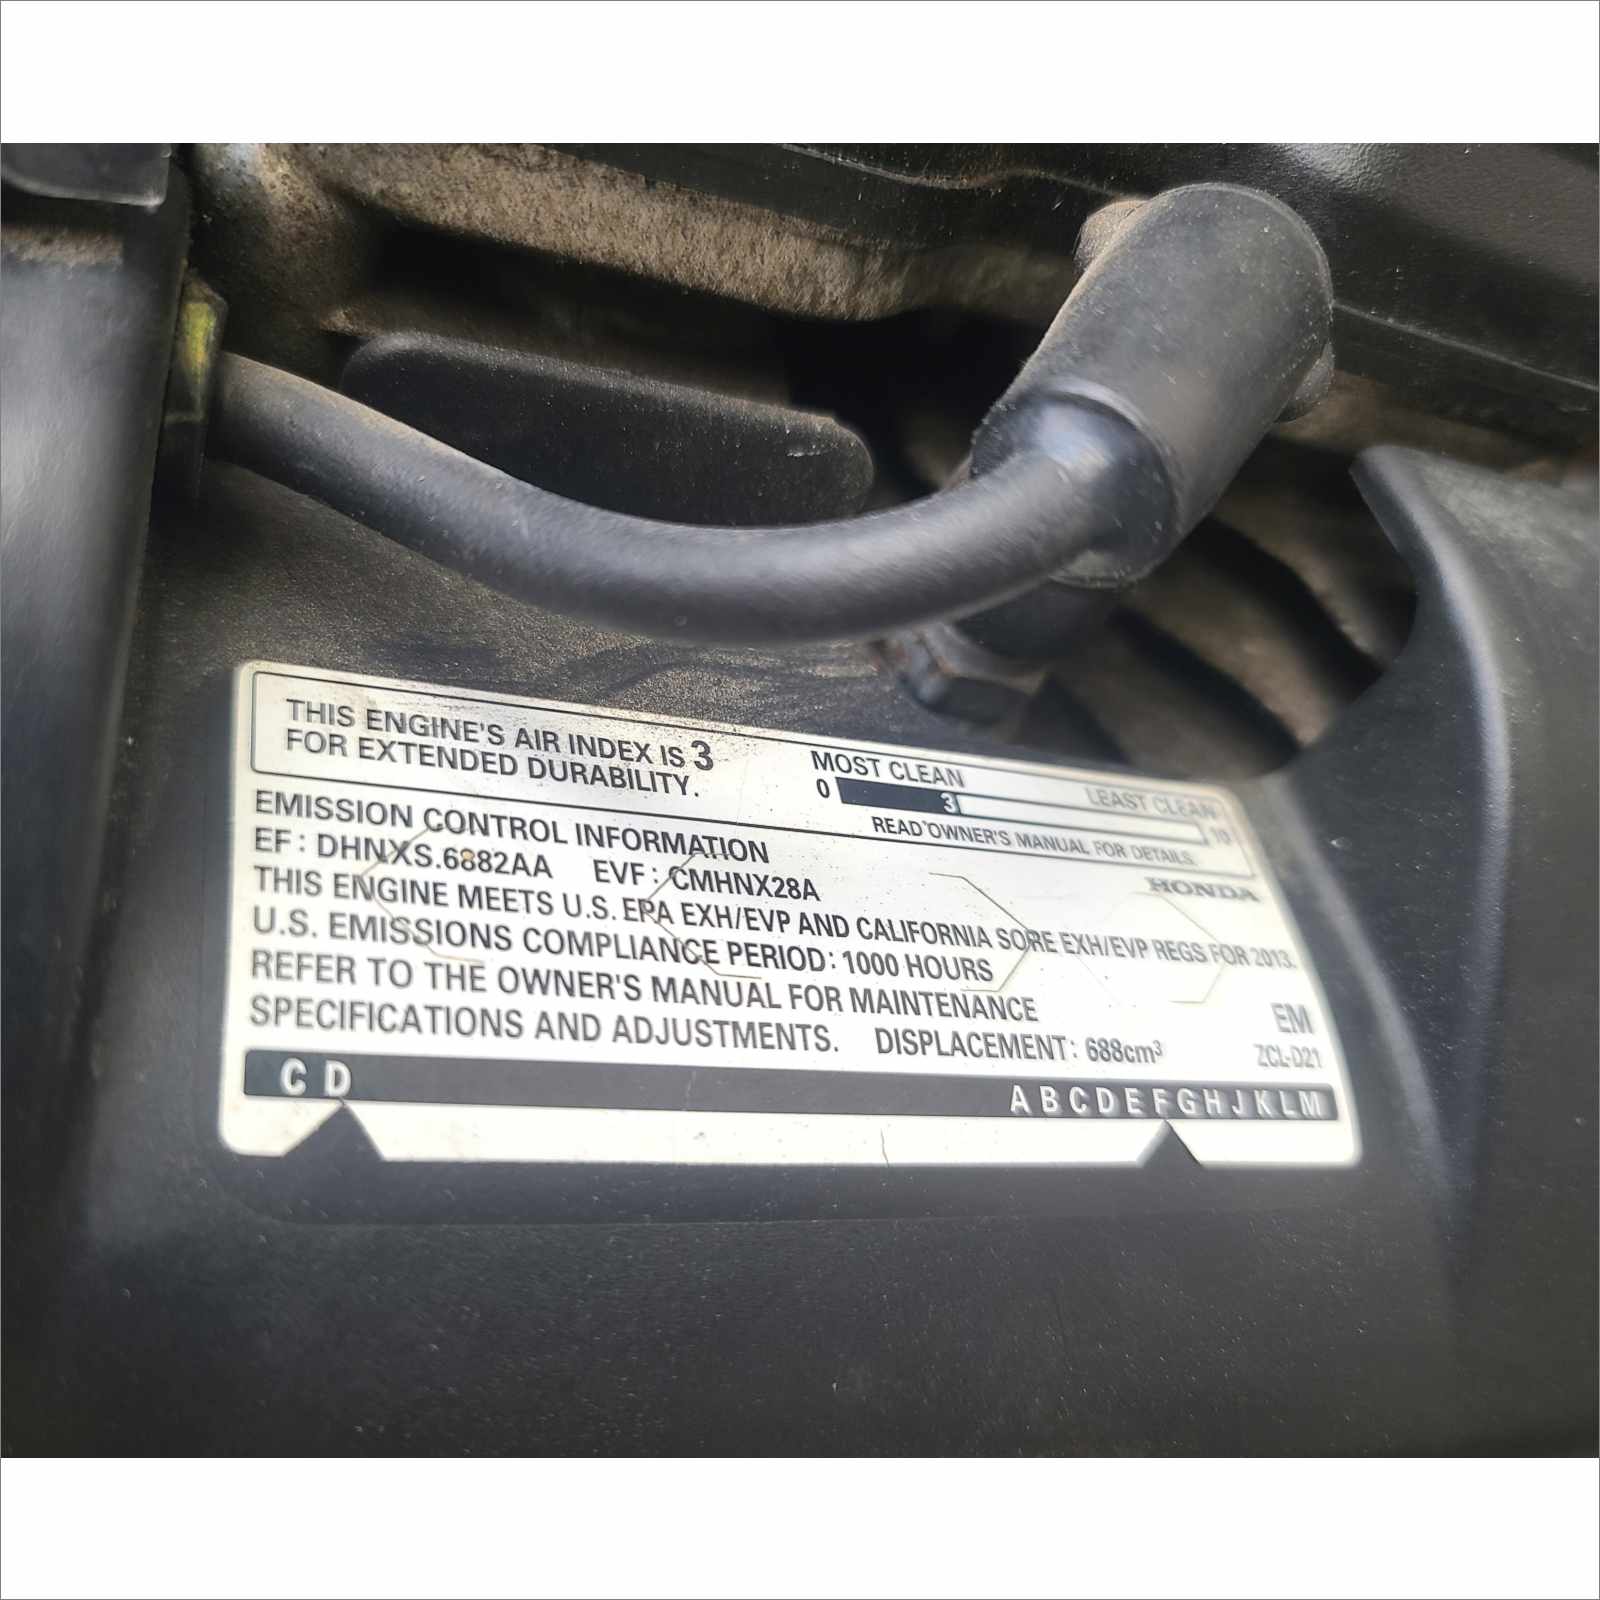 THIS ENGINE'S AIR INDEX IS 3
FOR EXTENDED DURABILITY.
MOST CLEAN LEAST CLEAN
0 3 10
READ OWNER'S MANUAL FOR DETAILS.
EMISSION CONTROL INFORMATION
HONDA
EF : DHNXS.6882AA EVF : CMHNX28A
THIS ENGINE MEETS U.S. EPA EXH/EVP AND CALIFORNIA SORE EXH/EVP REGS FOR 2013.
U.S. EMISSIONS COMPLIANCE PERIOD: 1000 HOURS
REFER TO THE OWNER'S MANUAL FOR MAINTENANCE
SPECIFICATIONS AND ADJUSTMENTS. DISPLACEMENT: 688cm³
EM
ZCL-D21
C D A B C D E F G H J K L M